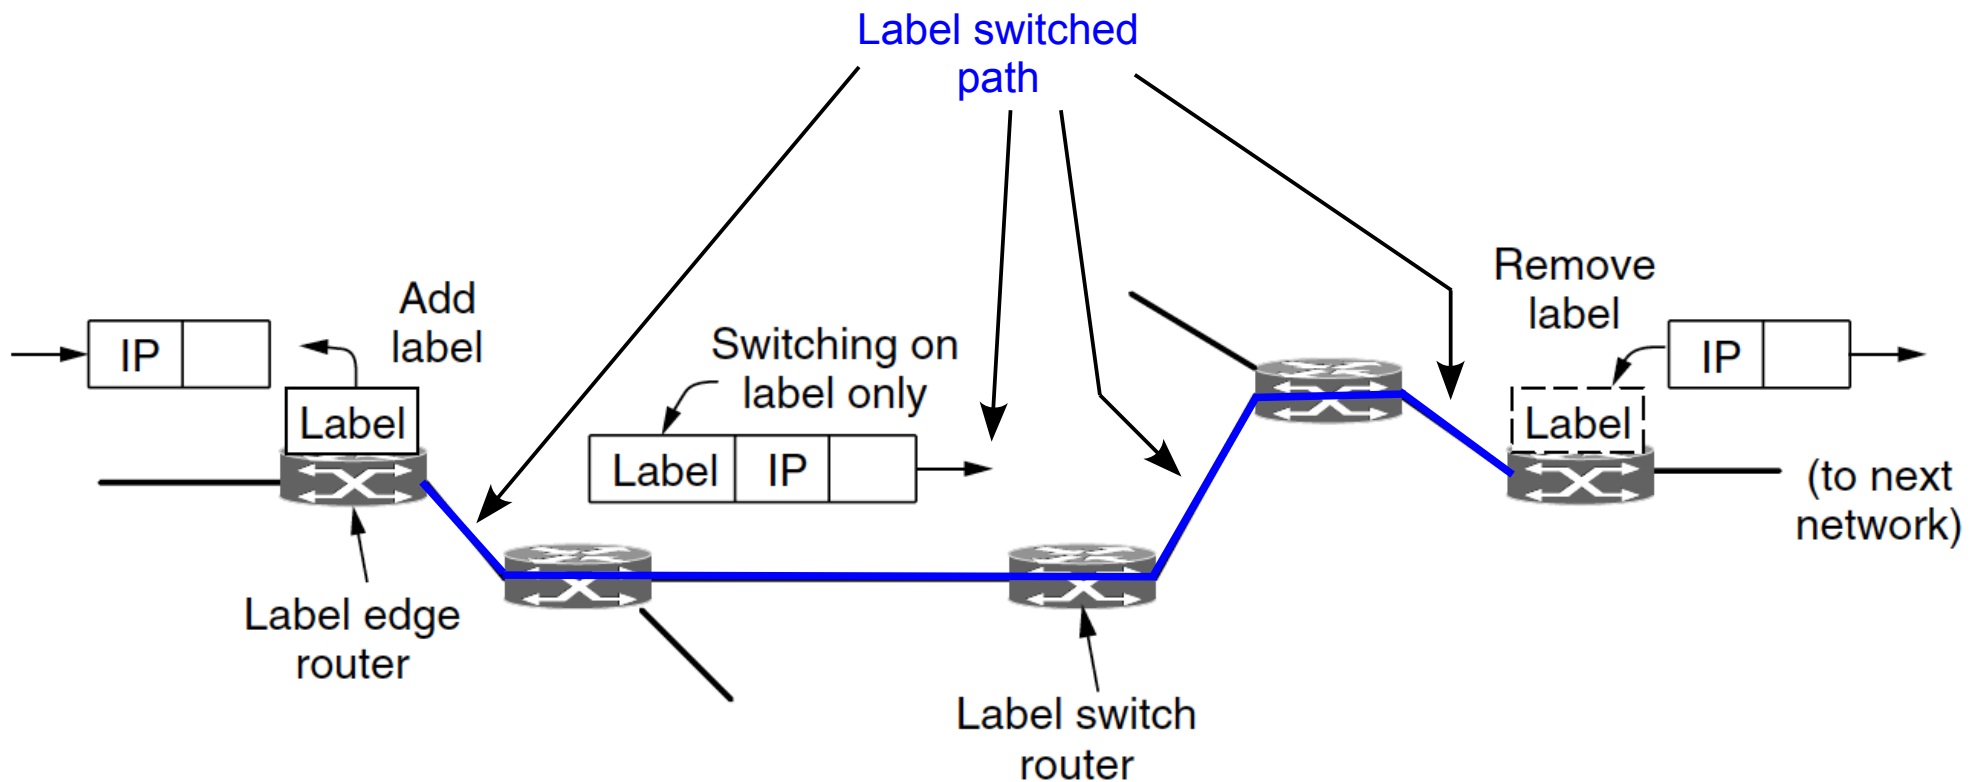 Label switched
path
Add
label
IP
Label
Switching on
label only
Label IP
Remove
label
IP
Label
(to next
network)
Label edge
router
Label switch
router